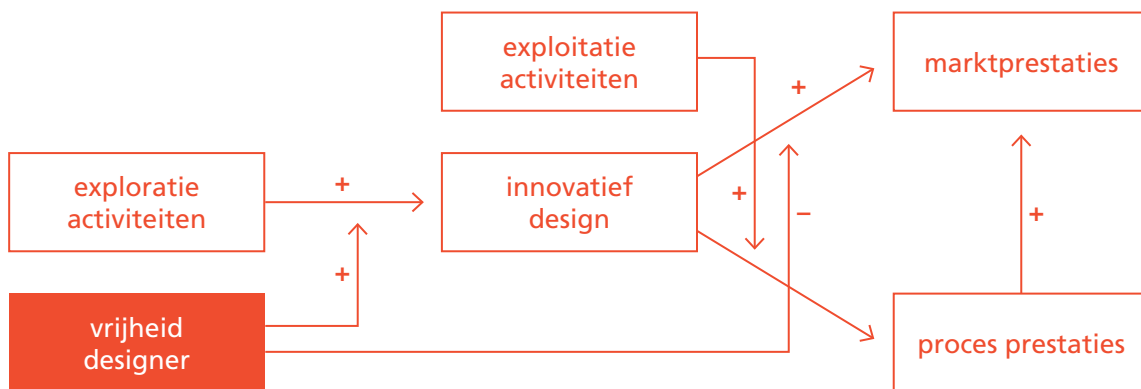 exploitatie
activiteiten
marktprestaties
+
exploratie
activiteiten
+
innovatief
design
+
–
+
+
vrijheid
designer
proces prestaties